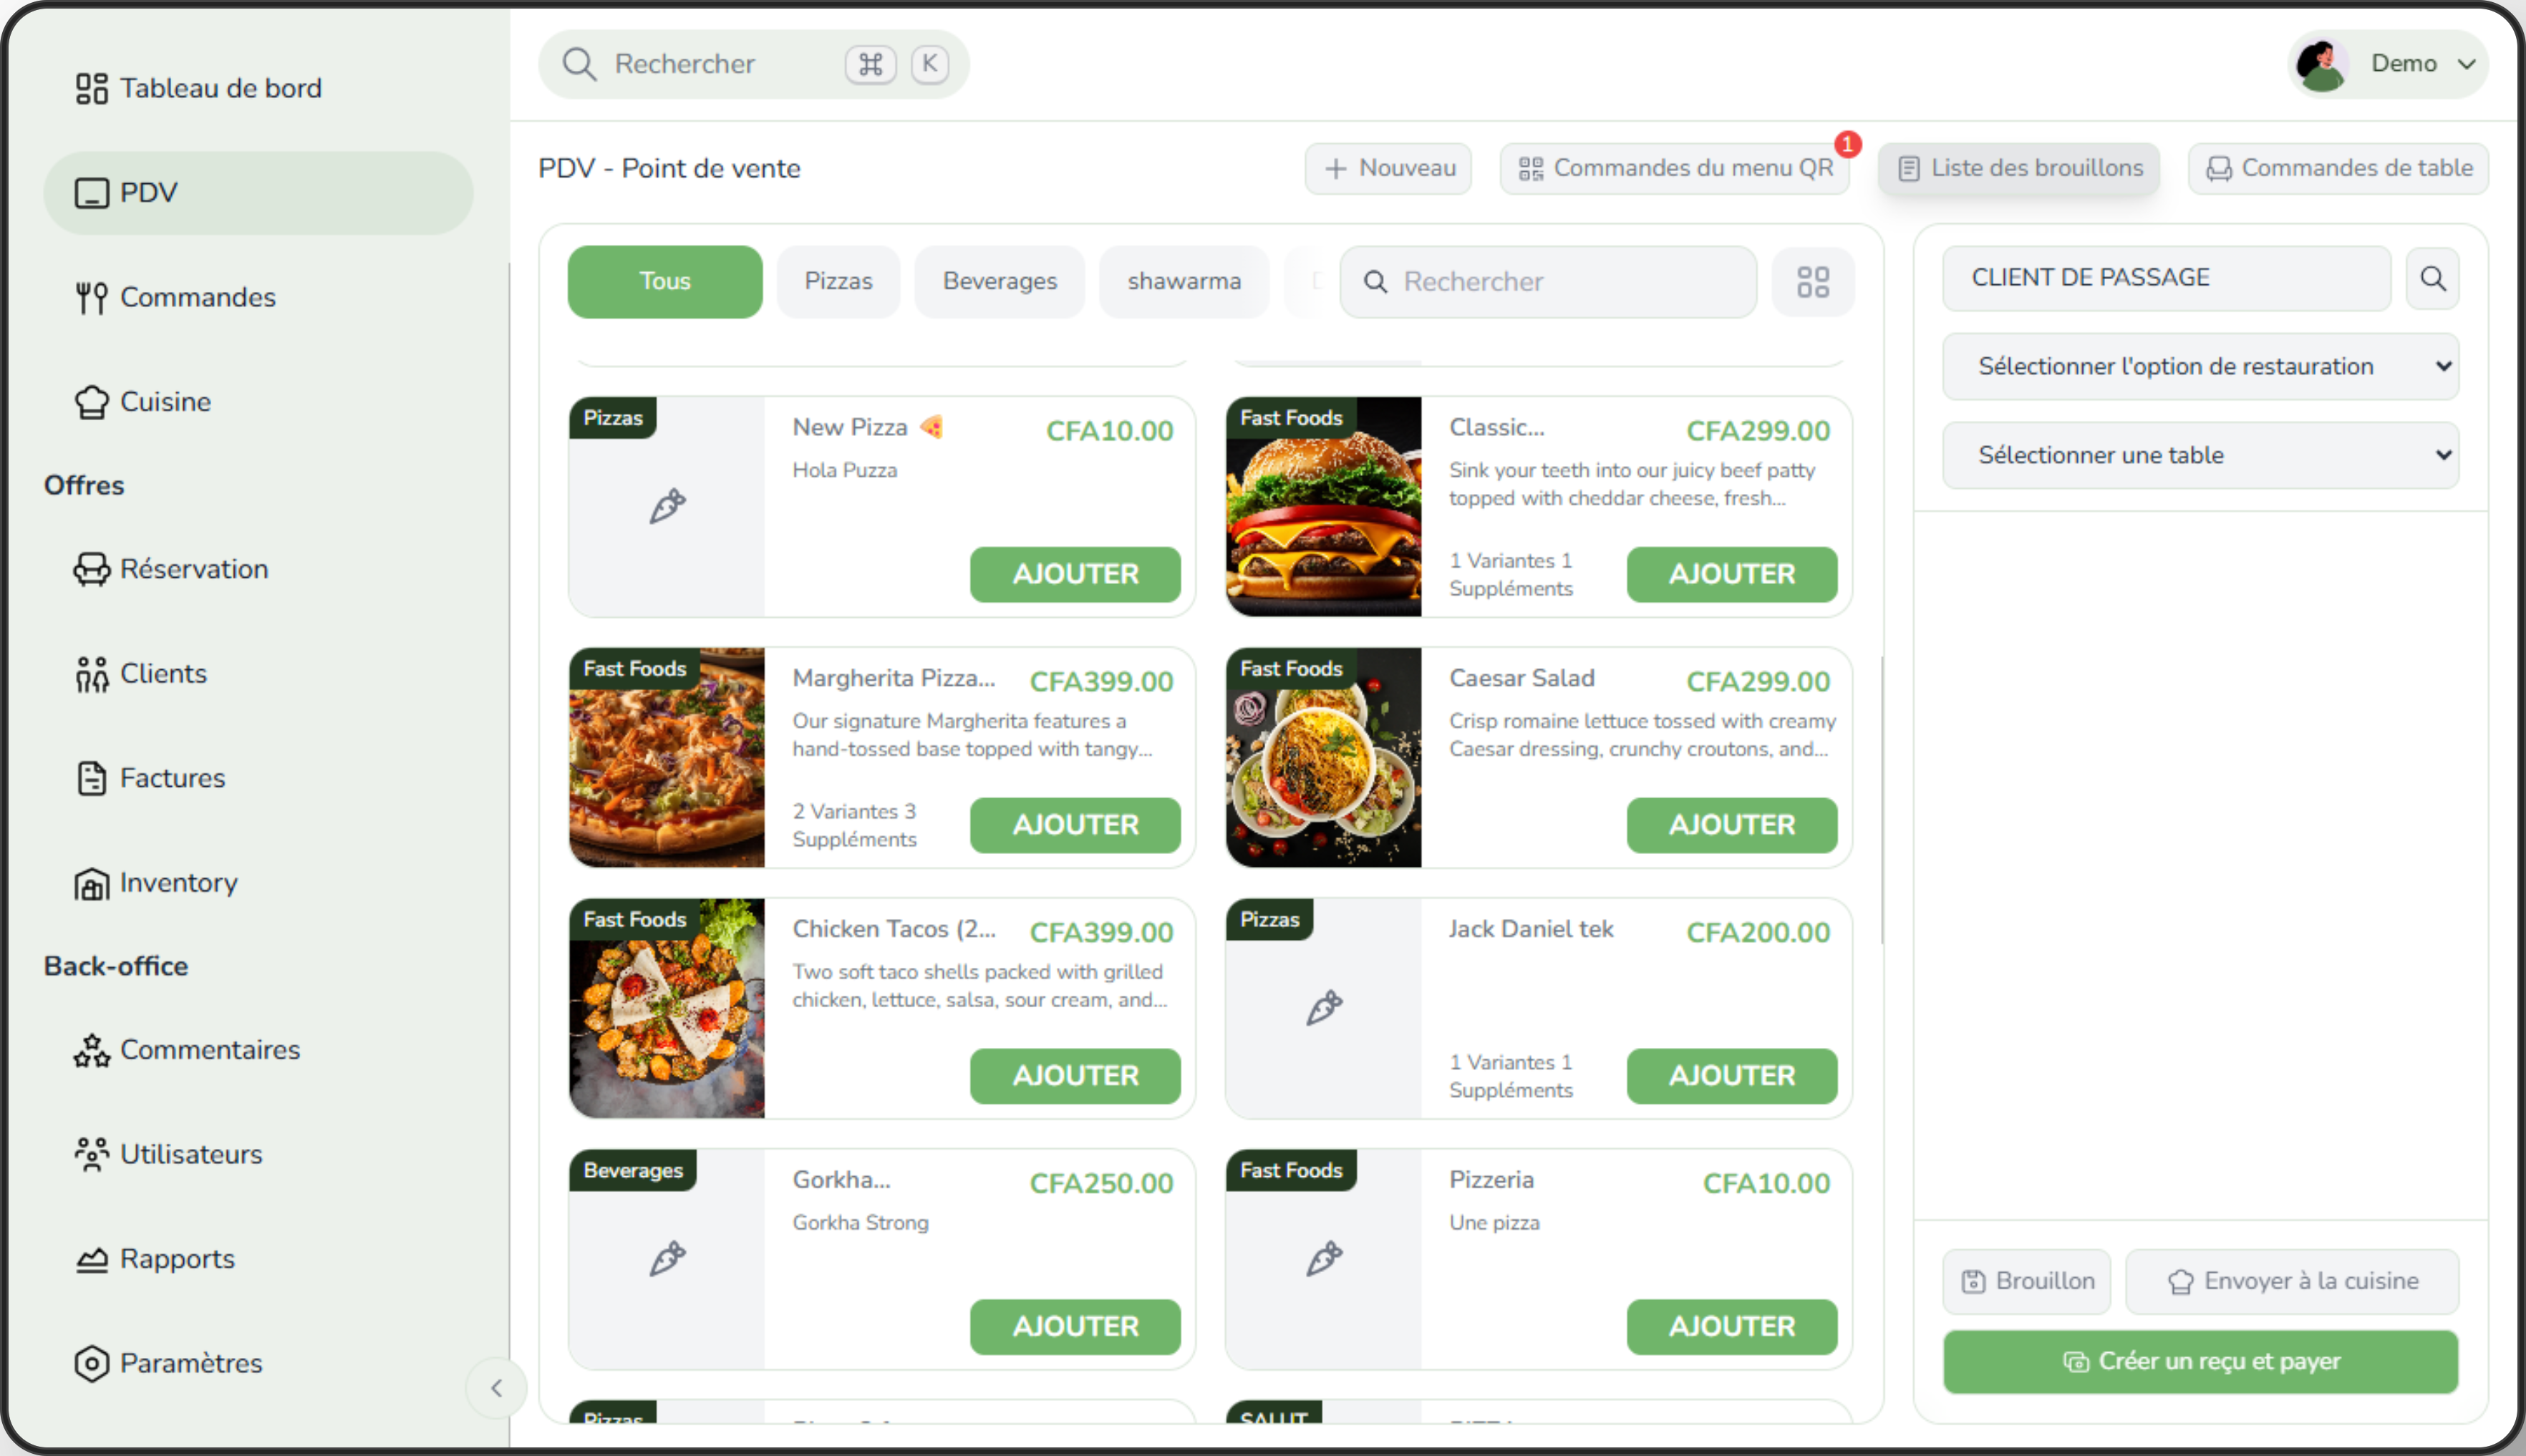 Tableau de bord
PDV
Commandes
Cuisine
Offres
Réservation
Clients
Factures
Inventory
Back-office
Commentaires
Utilisateurs
Rapports
Paramètres
Rechercher ⌘ K
Demo
PDV - Point de vente
Nouveau
Commandes du menu QR 1
Liste des brouillons
Commandes de table
Tous
Pizzas
Beverages
shawarma
Rechercher
Pizzas
New Pizza 🍕 CFA10.00
Hola Puzza
AJOUTER
Fast Foods
Classic... CFA299.00
Sink your teeth into our juicy beef patty
topped with cheddar cheese, fresh...
1 Variantes 1
Suppléments
AJOUTER
Fast Foods
Margherita Pizza... CFA399.00
Our signature Margherita features a
hand-tossed base topped with tangy...
2 Variantes 3
Suppléments
AJOUTER
Fast Foods
Caesar Salad CFA299.00
Crisp romaine lettuce tossed with creamy
Caesar dressing, crunchy croutons, and...
AJOUTER
Fast Foods
Chicken Tacos (2... CFA399.00
Two soft taco shells packed with grilled
chicken, lettuce, salsa, sour cream, and...
AJOUTER
Pizzas
Jack Daniel tek CFA200.00
1 Variantes 1
Suppléments
AJOUTER
Beverages
Gorkha... CFA250.00
Gorkha Strong
AJOUTER
Fast Foods
Pizzeria CFA10.00
Une pizza
AJOUTER
Pizzas
SALUT
CLIENT DE PASSAGE
Sélectionner l'option de restauration
Sélectionner une table
Brouillon
Envoyer à la cuisine
Créer un reçu et payer